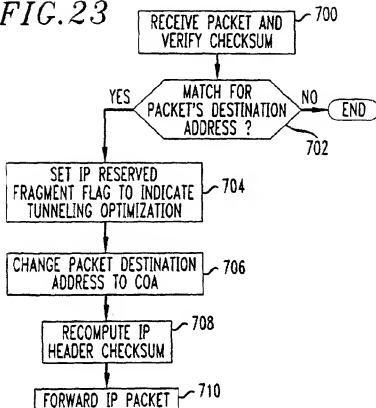 FIG.23
RECEIVE PACKET AND
VERIFY CHECKSUM
700
YES
MATCH FOR
PACKET'S DESTINATION
ADDRESS ?
NO
END
702
SET IP RESERVED
FRAGMENT FLAG TO INDICATE
TUNNELING OPTIMIZATION
704
CHANGE PACKET DESTINATION
ADDRESS TO COA
706
RECOMPUTE IP
HEADER CHECKSUM
708
FORWARD IP PACKET
710